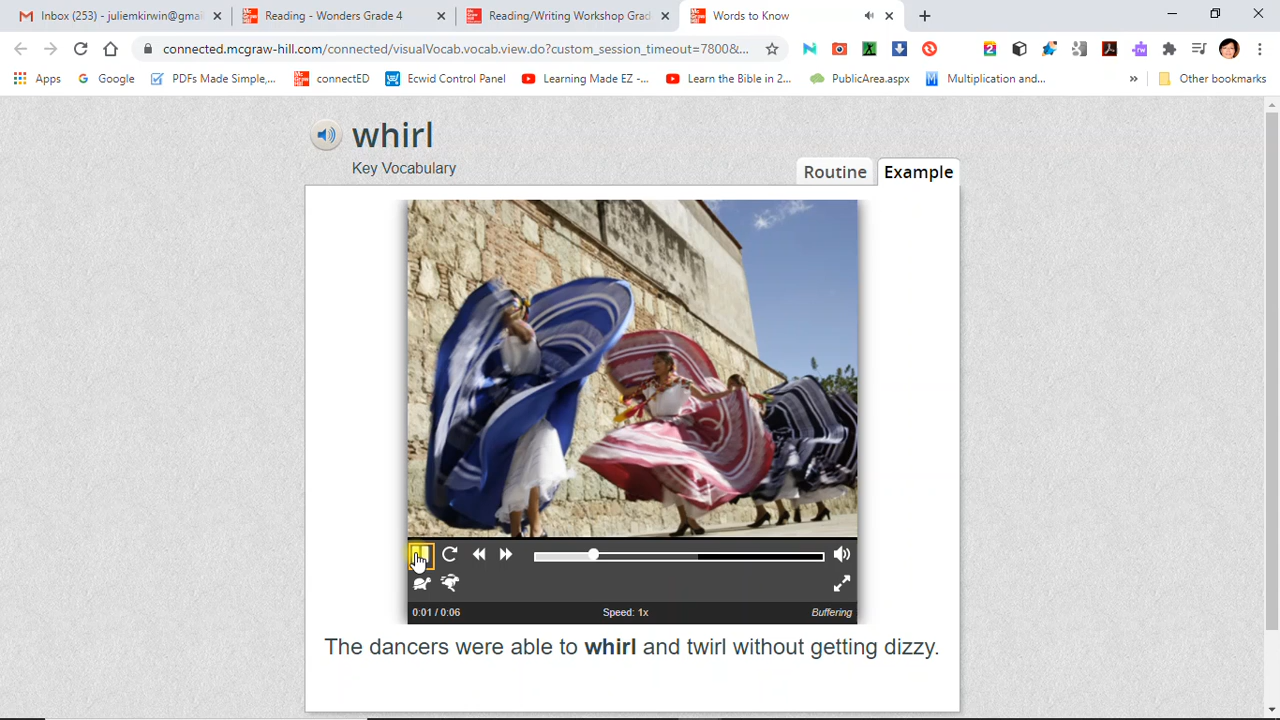 Inbox (253) - juliemkirwin@gma
Reading - Wonders Grade 4
Reading/Writing Workshop Grad
Words to Know
connected.mcgraw-hill.com/connected/visualVocab.vocab.view.do?custom_session_timeout=7800&...
Apps
Google
PDFs Made Simple,...
connectED
Ecwid Control Panel
Learning Made EZ -...
Learn the Bible in 2...
PublicArea.aspx
Multiplication and...
»
Other bookmarks
whirl
Key Vocabulary
Routine
Example
0:01 / 0:06
Speed: 1x
Buffering
The dancers were able to whirl and twirl without getting dizzy.